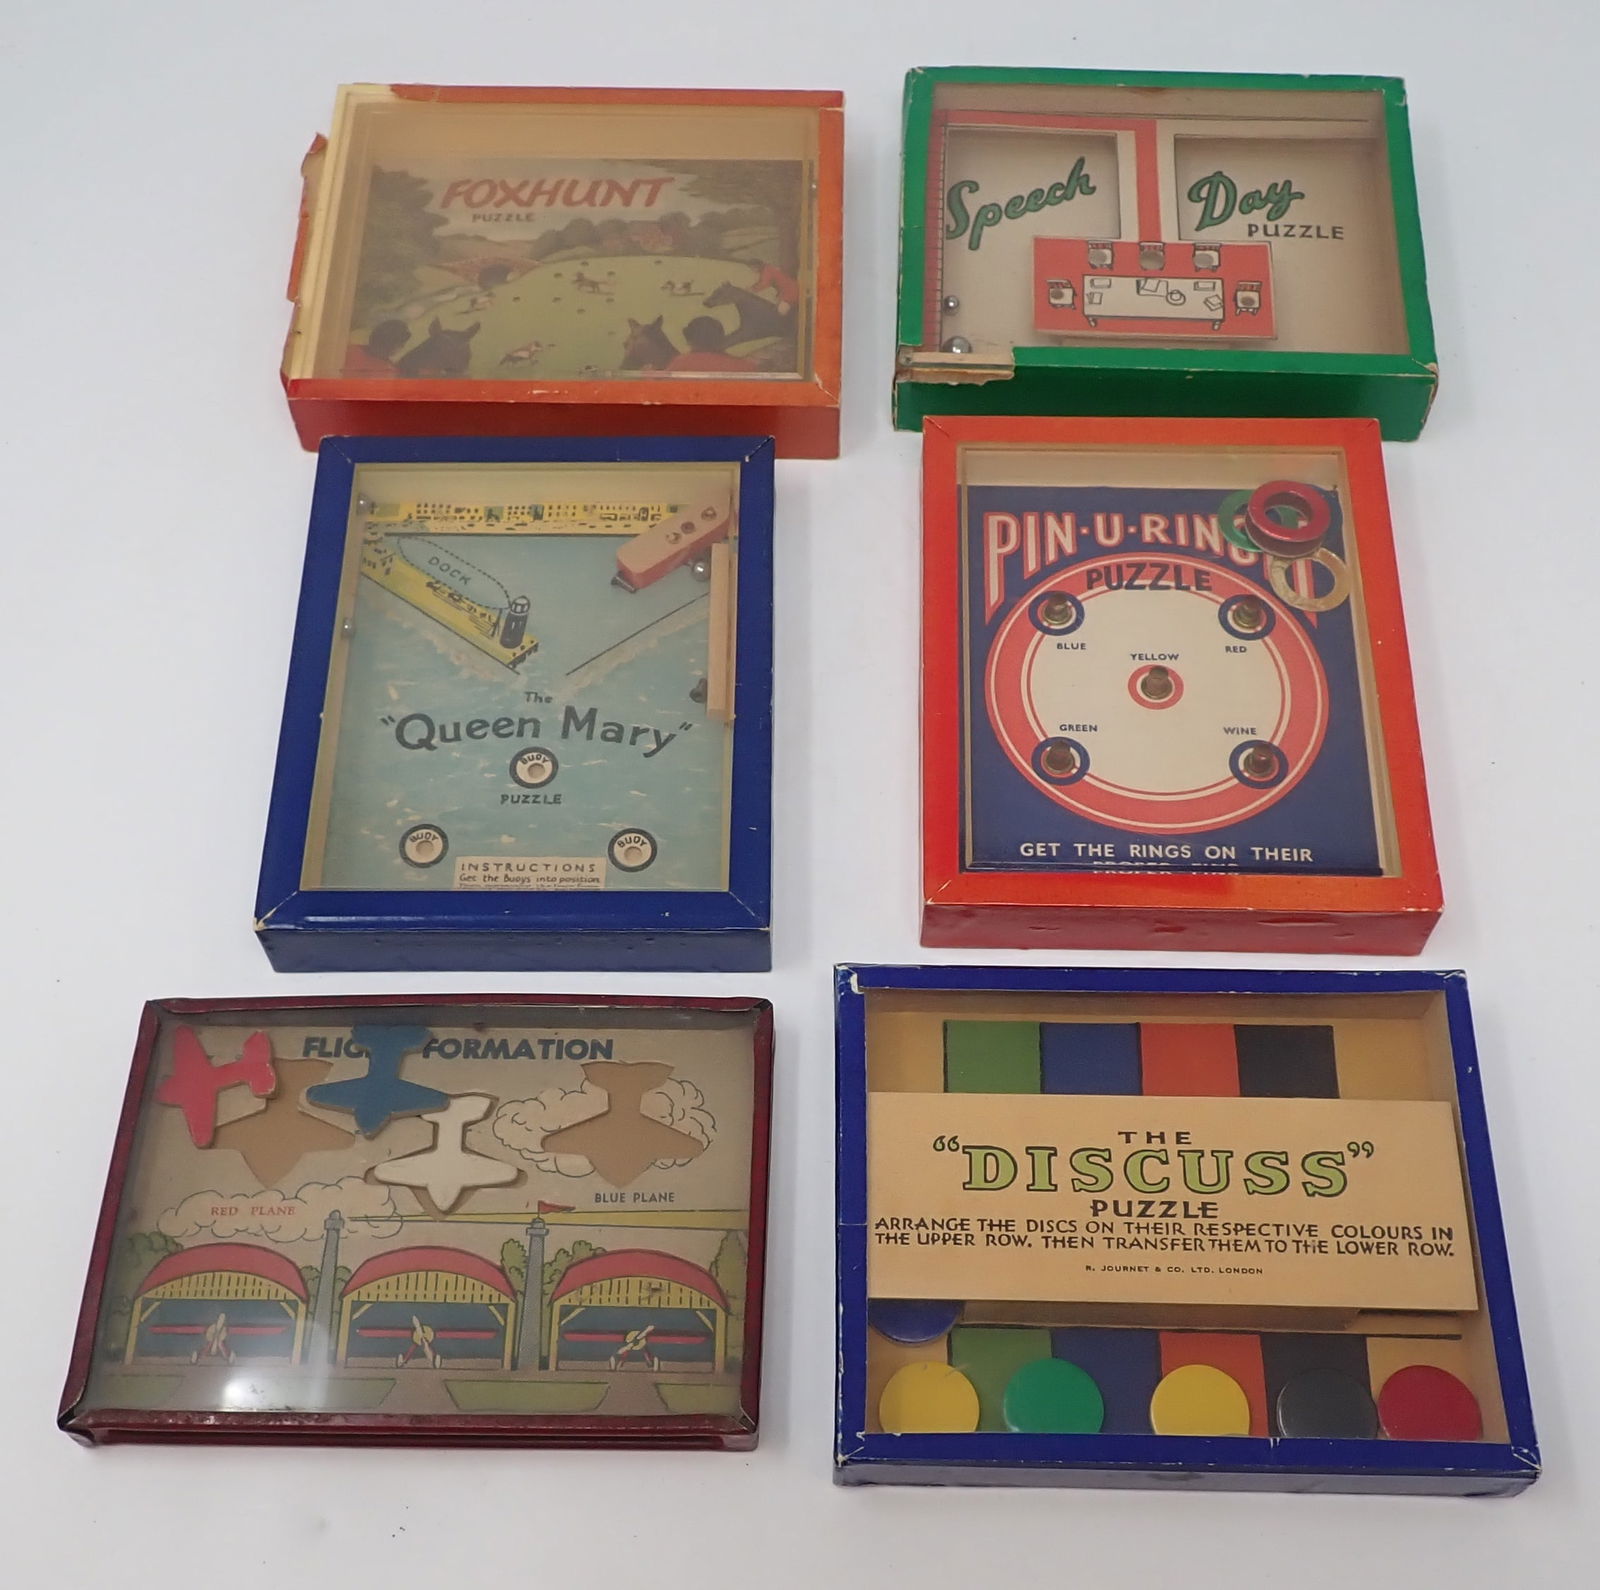 FOXHUNT
PUZZLE
Speech Day
PUZZLE
DOCK
The
"Queen Mary"
BUOY
PUZZLE
BUOY
BUOY
INSTRUCTIONS
Get the Buoys into position
PIN·U·RING
PUZZLE
BLUE
RED
YELLOW
GREEN
WINE
GET THE RINGS ON THEIR
PROPER PINS
FORMATION
RED PLANE
BLUE PLANE
THE
"DISCUSS"
PUZZLE
ARRANGE THE DISCS ON THEIR RESPECTIVE COLOURS IN
THE UPPER ROW. THEN TRANSFER THEM TO THE LOWER ROW.
R. JOURNET & CO. LTD. LONDON